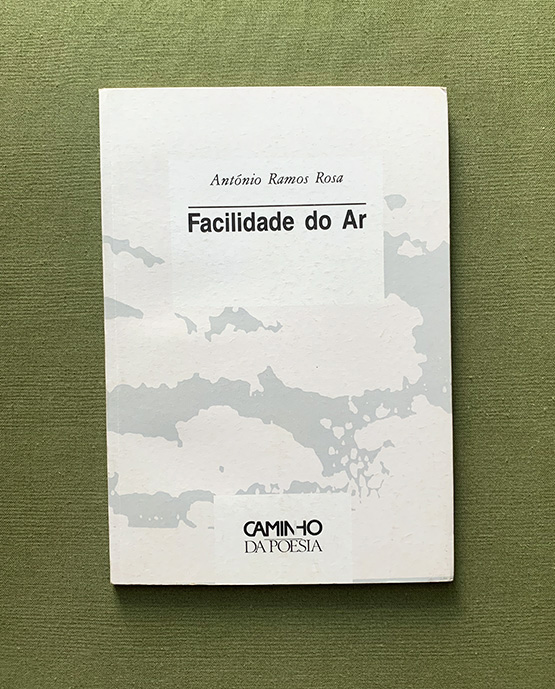 António Ramos Rosa
Facilidade do Ar
CAMINHO
DA POESIA